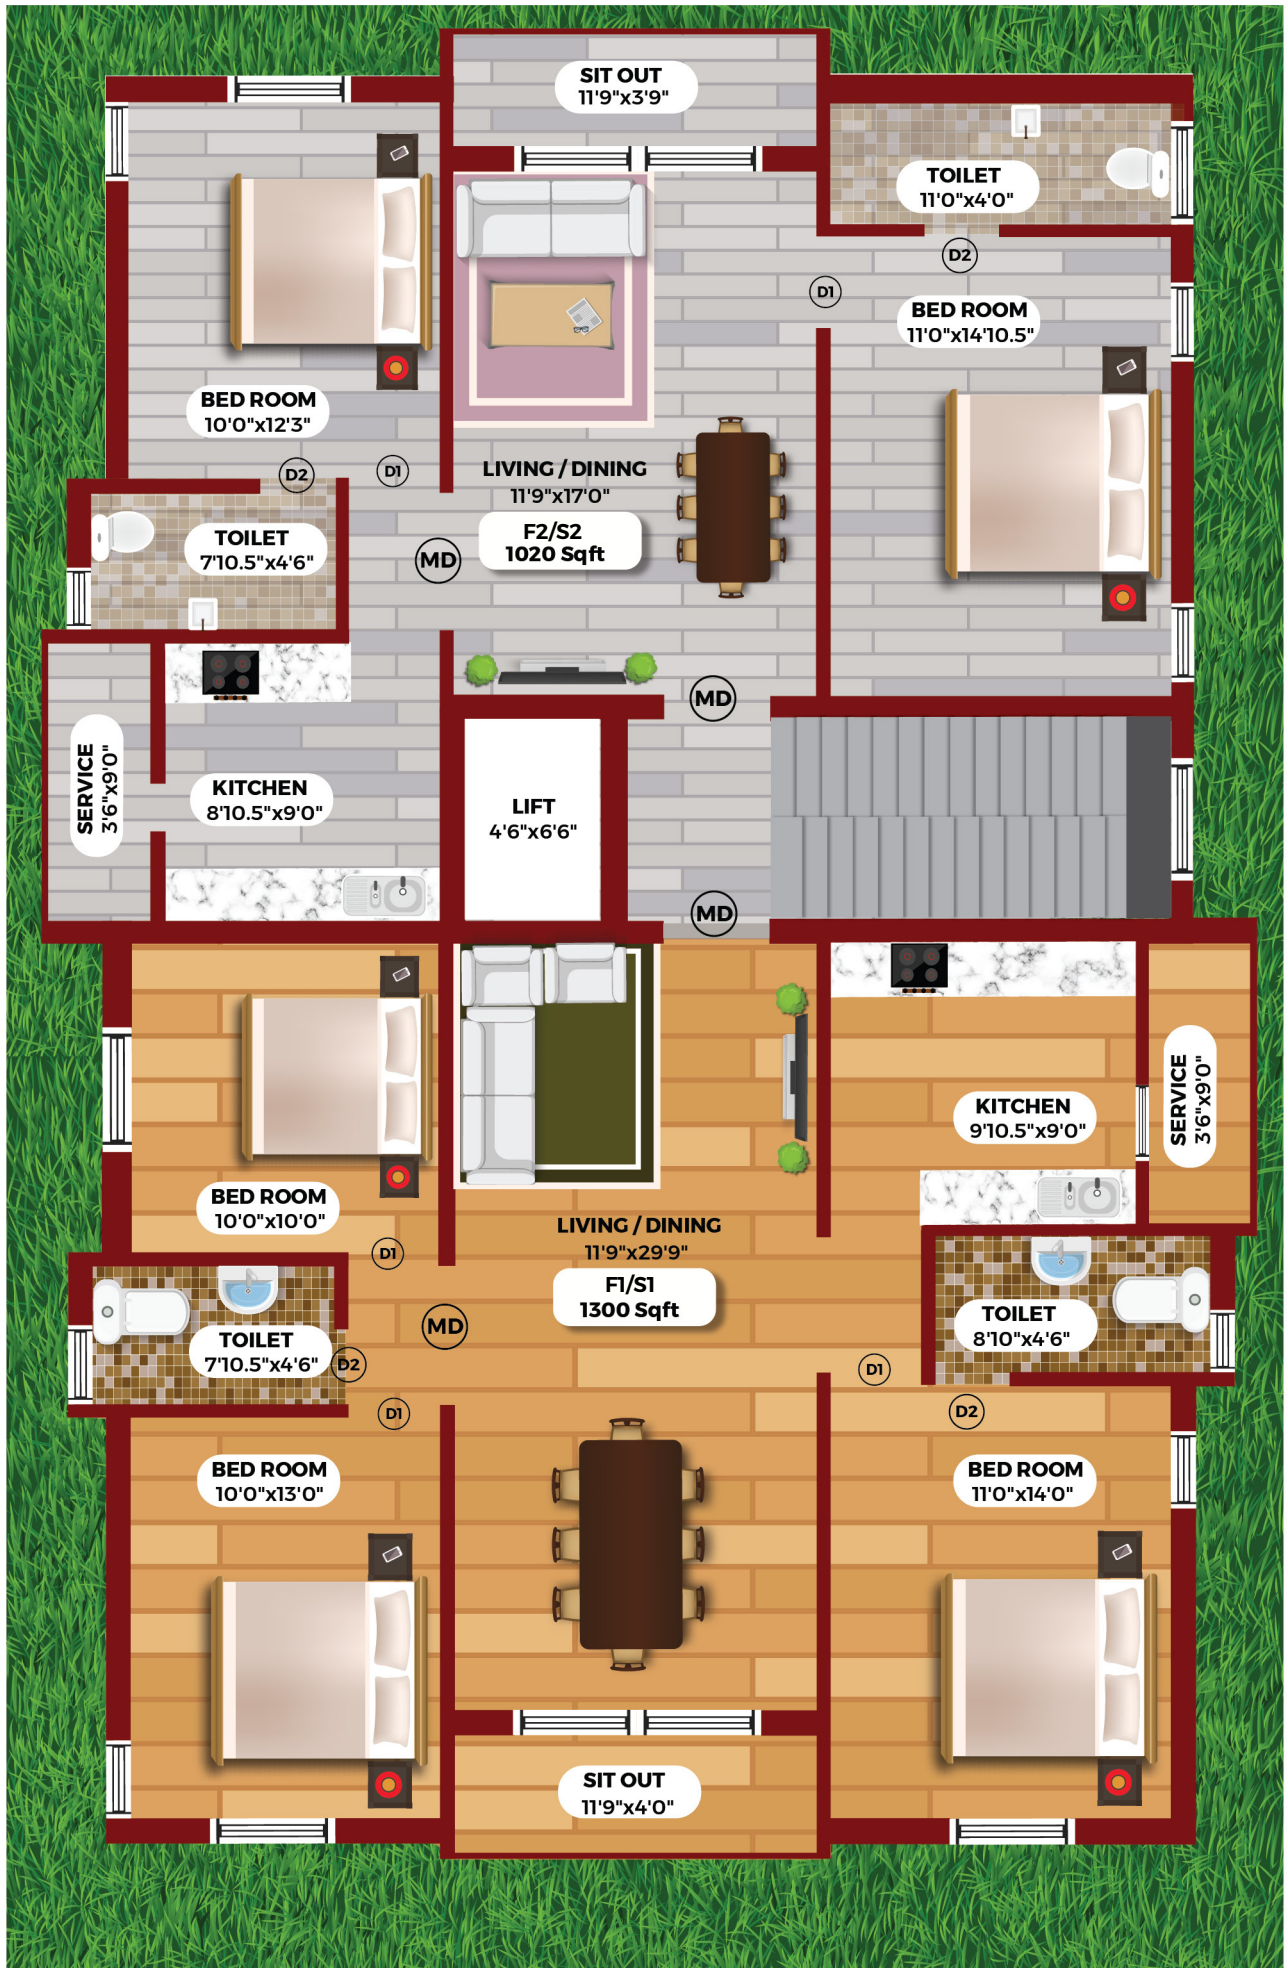 SIT OUT
11'9"x3'9"
TOILET
11'0"x4'0"
D2
D1
BED ROOM
11'0"x14'10.5"
BED ROOM
10'0"x12'3"
D2
D1
LIVING / DINING
11'9"x17'0"
F2/S2
1020 Sqft
TOILET
7'10.5"x4'6"
MD
MD
SERVICE
3'6"x9'0"
KITCHEN
8'10.5"x9'0"
LIFT
4'6"x6'6"
MD
KITCHEN
9'10.5"x9'0"
SERVICE
3'6"x9'0"
BED ROOM
10'0"x10'0"
D1
LIVING / DINING
11'9"x29'9"
F1/S1
1300 Sqft
MD
TOILET
8'10"x4'6"
TOILET
7'10.5"x4'6"
D2
D1
D1
D2
BED ROOM
10'0"x13'0"
BED ROOM
11'0"x14'0"
SIT OUT
11'9"x4'0"